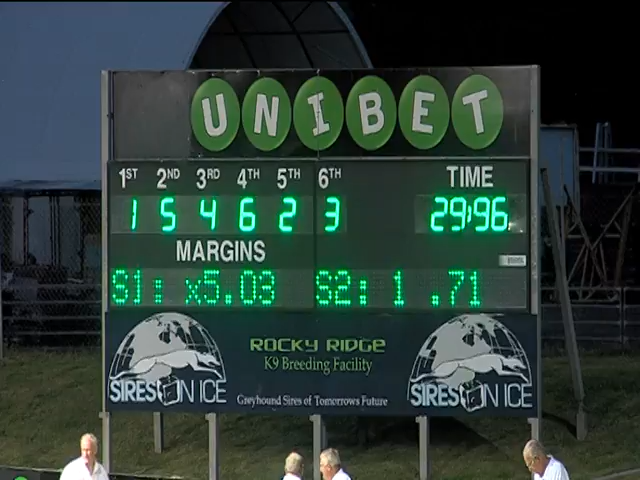 UNIBET
1ST 2ND 3RD 4TH 5TH 6TH TIME
1 5 4 6 2 3 29:96
MARGINS
S1: x5.03 S2: 1 .71
ROCKY RIDGE
K9 Breeding Facility
SIRES ON ICE
Greyhound Sires of Tomorrows Future
SIRES ON ICE